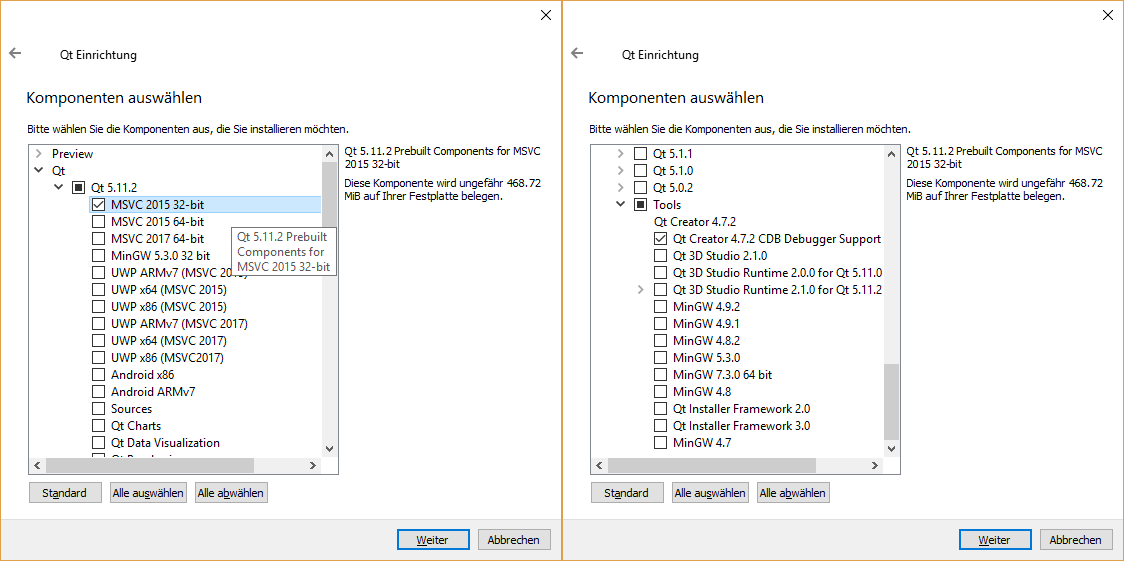 Qt Einrichtung
Komponenten auswählen
Bitte wählen Sie die Komponenten aus, die Sie installieren möchten.
Preview
Qt
Qt 5.11.2
MSVC 2015 32-bit
MSVC 2015 64-bit
MSVC 2017 64-bit
MinGW 5.3.0 32 bit
UWP ARMv7 (MSVC
UWP x64 (MSVC 2015)
UWP x86 (MSVC 2015)
UWP ARMv7 (MSVC 2017)
UWP x64 (MSVC 2017)
UWP x86 (MSVC2017)
Android x86
Android ARMv7
Sources
Qt Charts
Qt Data Visualization
Qt 5.11.2 Prebuilt
Components for
MSVC 2015 32-bit
Qt 5.11.2 Prebuilt Components for MSVC
2015 32-bit
Diese Komponente wird ungefähr 468.72
MiB auf Ihrer Festplatte belegen.
Standard
Alle auswählen
Alle abwählen
Weiter
Abbrechen
Qt Einrichtung
Komponenten auswählen
Bitte wählen Sie die Komponenten aus, die Sie installieren möchten.
Qt 5.1.1
Qt 5.1.0
Qt 5.0.2
Tools
Qt Creator 4.7.2
Qt Creator 4.7.2 CDB Debugger Support
Qt 3D Studio 2.1.0
Qt 3D Studio Runtime 2.0.0 for Qt 5.11.0
Qt 3D Studio Runtime 2.1.0 for Qt 5.11.2
MinGW 4.9.2
MinGW 4.9.1
MinGW 4.8.2
MinGW 5.3.0
MinGW 7.3.0 64 bit
MinGW 4.8
Qt Installer Framework 2.0
Qt Installer Framework 3.0
MinGW 4.7
Qt 5.11.2 Prebuilt Components for MSVC
2015 32-bit
Diese Komponente wird ungefähr 468.72
MiB auf Ihrer Festplatte belegen.
Standard
Alle auswählen
Alle abwählen
Weiter
Abbrechen